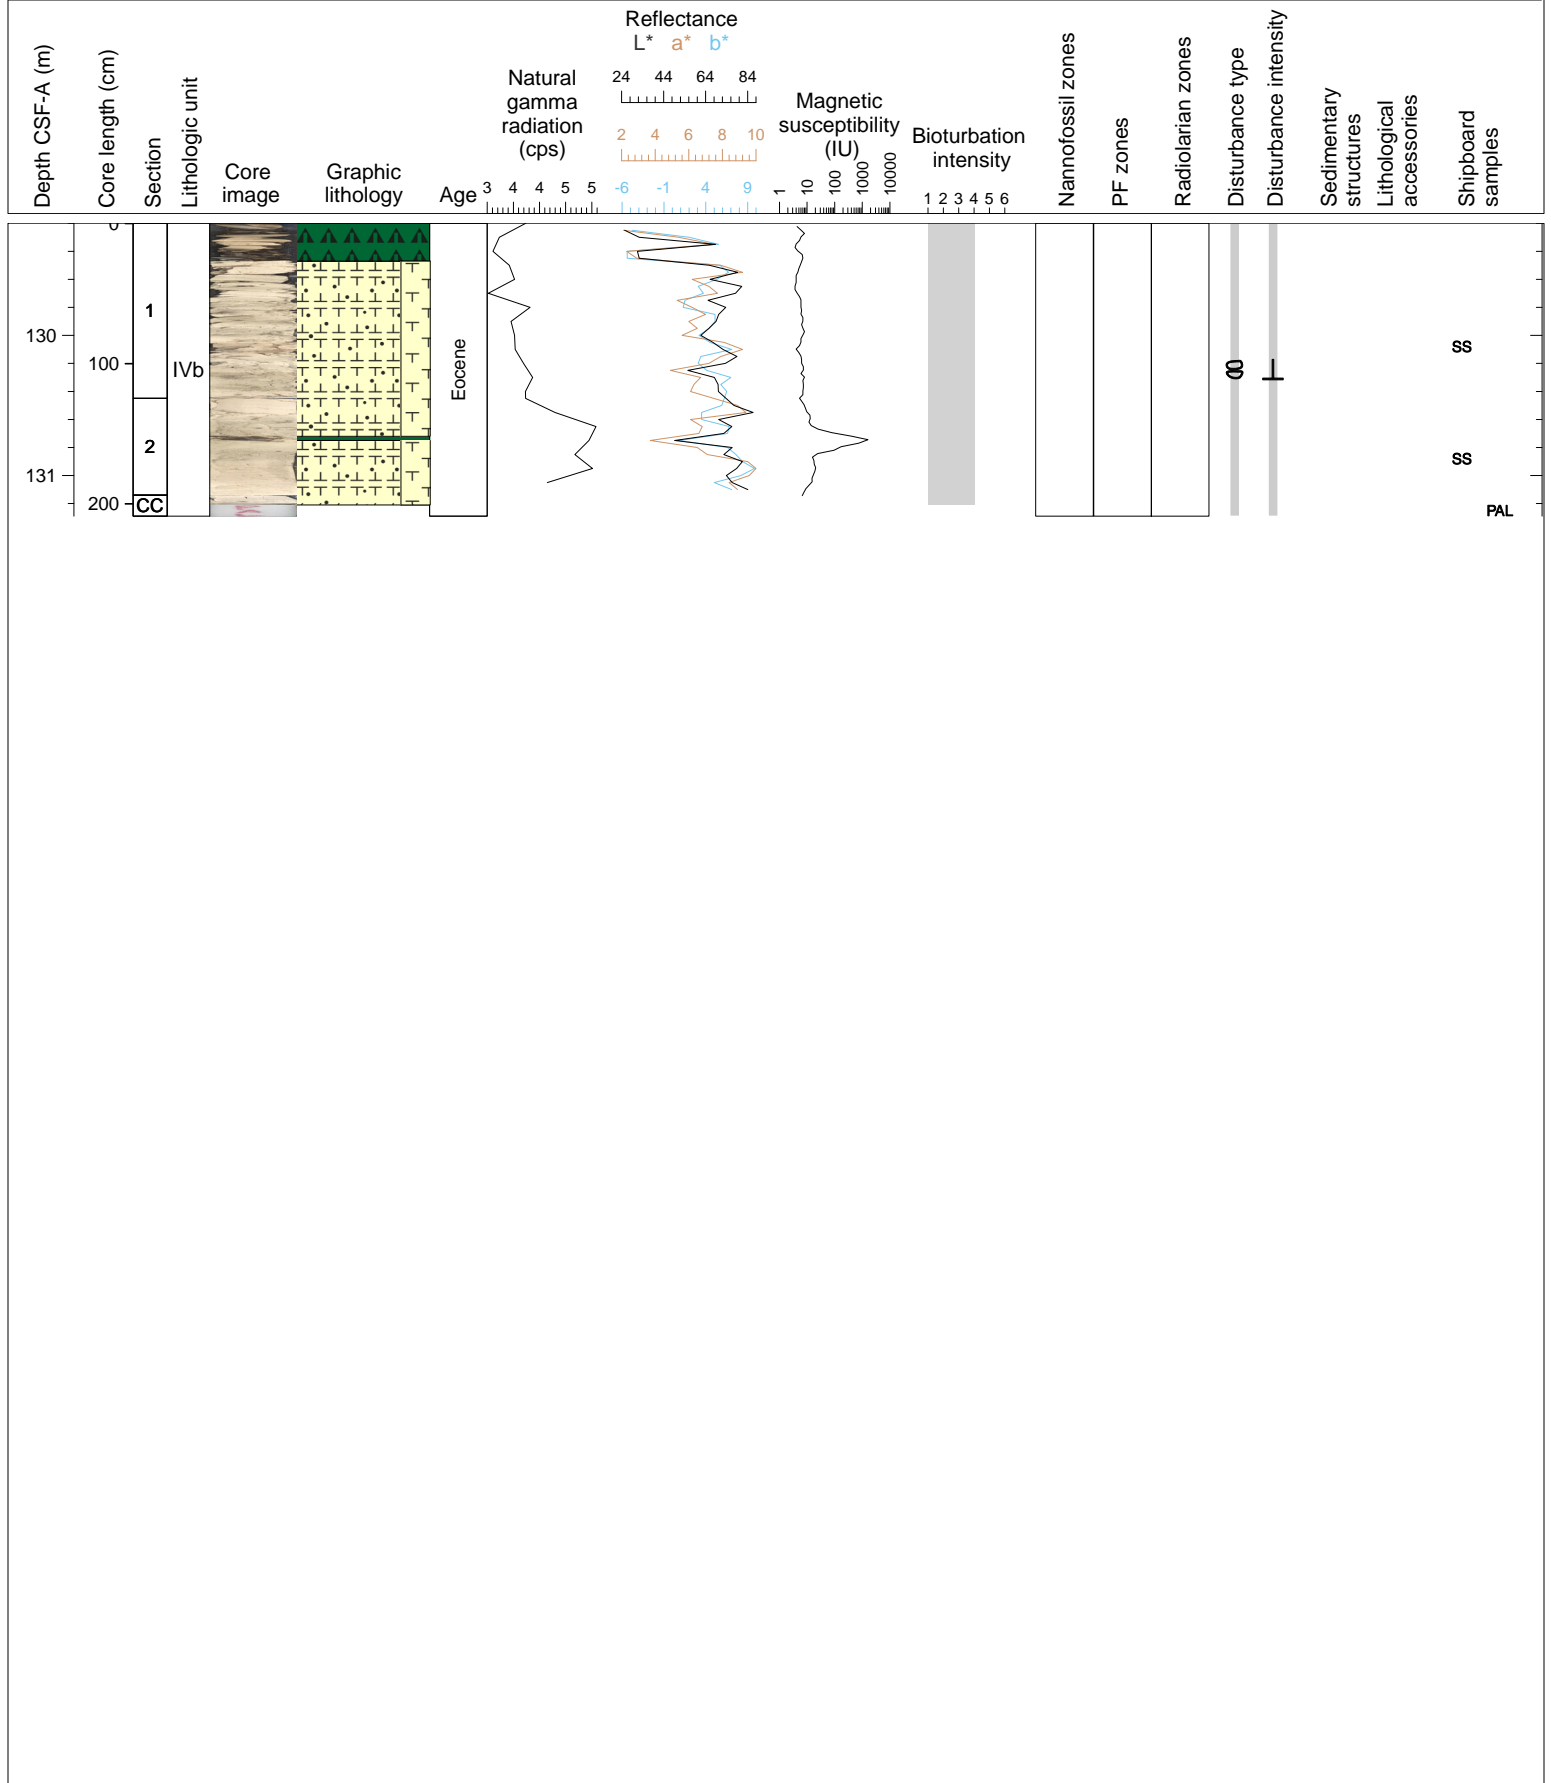 Depth CSF-A (m)
Core length (cm)
Section
Lithologic unit
Core
image
Graphic
lithology
Age
Natural
gamma
radiation
(cps)
3 4 4 5 5
Reflectance
L* a* b*
24 44 64 84
2 4 6 8 10
-6 -1 4 9
Magnetic
susceptibility
(IU)
1 10 100 1000 10000
Bioturbation
intensity
1 2 3 4 5 6
Nannofossil zones
PF zones
Radiolarian zones
Disturbance type
Disturbance intensity
Sedimentary
structures
Lithological
accessories
Shipboard
samples
0
1
130
SS
100
IVb
Eocene
2
SS
131
200
CC
PAL